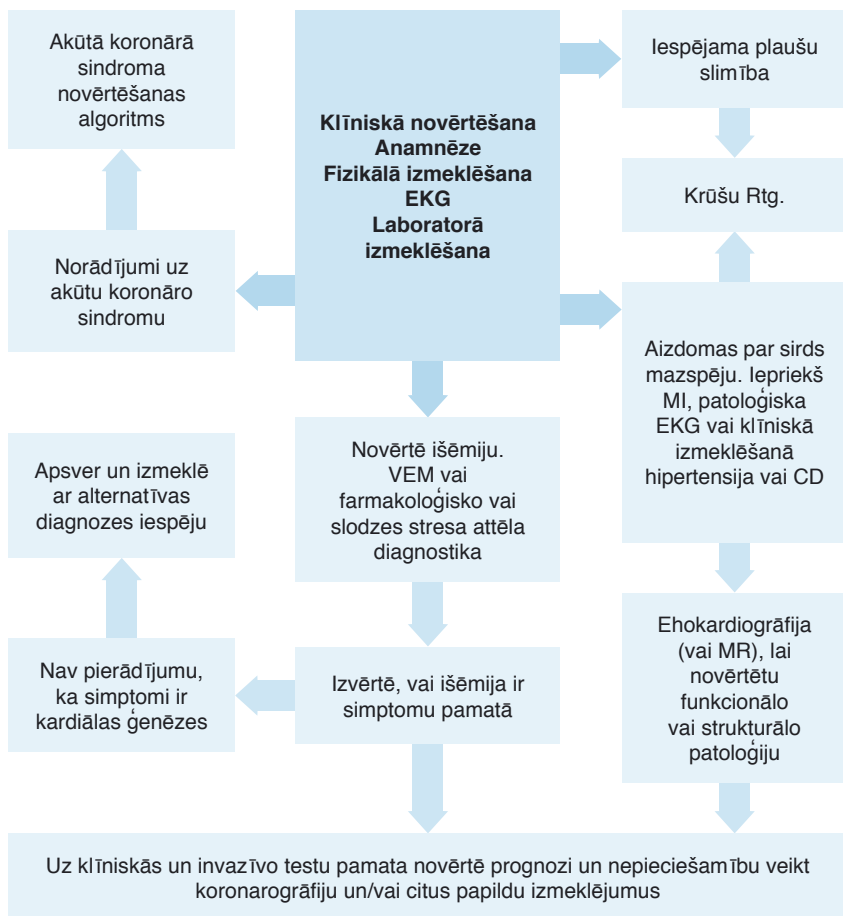 Akūtā koronārā
sindroma
novērtēšanas
algoritms
Klīniskā novērtēšana
Anamnēze
Fizikālā izmeklēšana
EKG
Laboratorā
izmeklēšana
Iespējama plaušu
slimība
Krūšu Rtg.
Norādījumi uz
akūtu koronāro
sindromu
Aizdomas par sirds
mazspēju. Iepriekš
MI, patoloģiska
EKG vai klīniskā
izmeklēšanā
hipertensija vai CD
Apsver un izmeklē
ar alternatīvas
diagnozes iespēju
Novērtē išēmiju.
VEM vai
farmakoloģisko vai
slodzes stresa attēla
diagnostika
Nav pierādījumu,
ka simptomi ir
kardiālas ģenēzes
Izvērtē, vai išēmija ir
simptomu pamatā
Ehokardiogrāfija
(vai MR), lai
novērtētu
funkcionālo
vai strukturālo
patoloģiju
Uz klīniskās un invazīvo testu pamata novērtē prognozi un nepieciešamību veikt
koronarogrāfiju un/vai citus papildu izmeklējumus